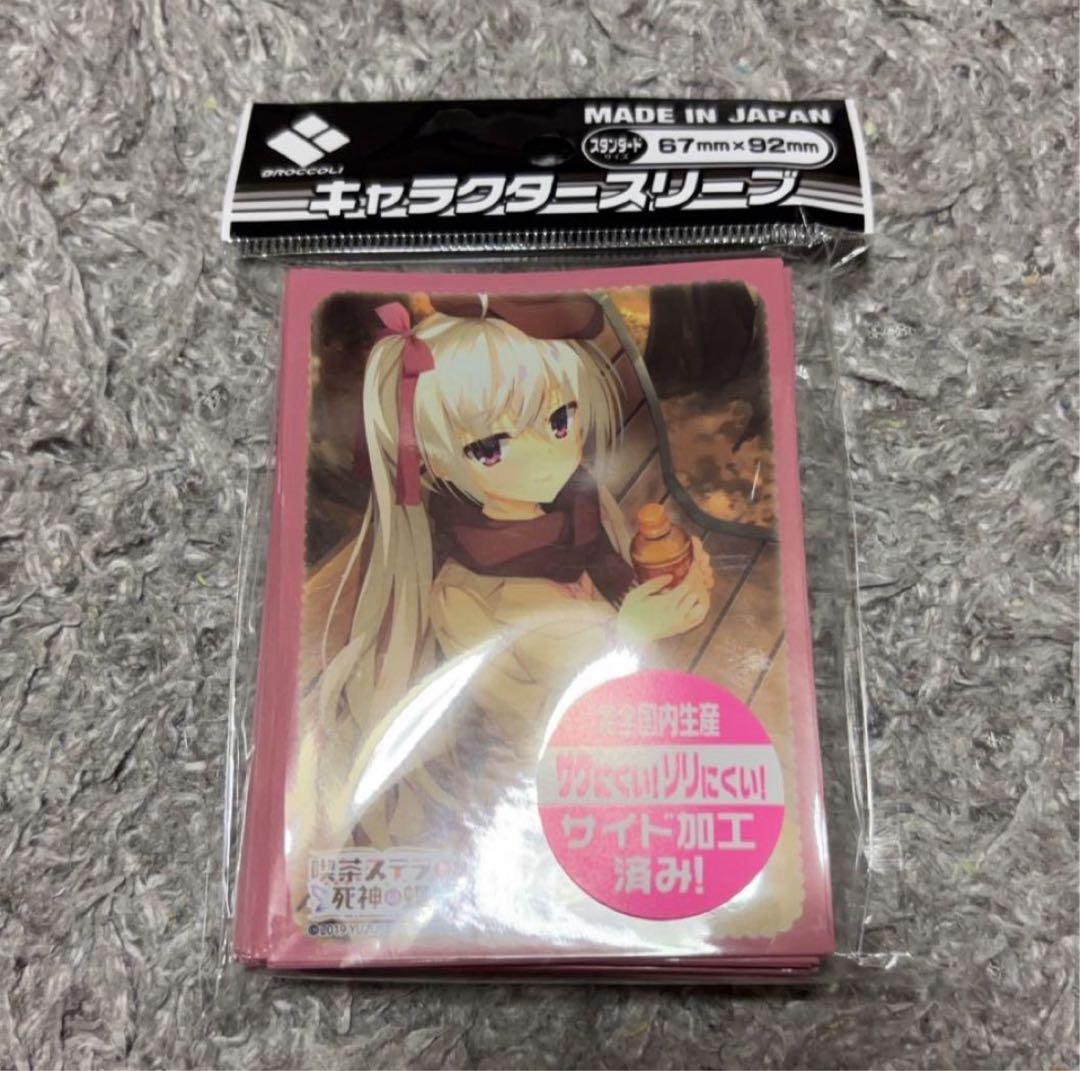 MADE IN JAPAN
スタンダード
サイズ
67mm×92mm
BROCCOLI
キャラクタースリーブ
完全国内生産
サケにくい!ソリにくい!
サイド加工
済み!
喫茶ステラ
死神
©2019 YUZU